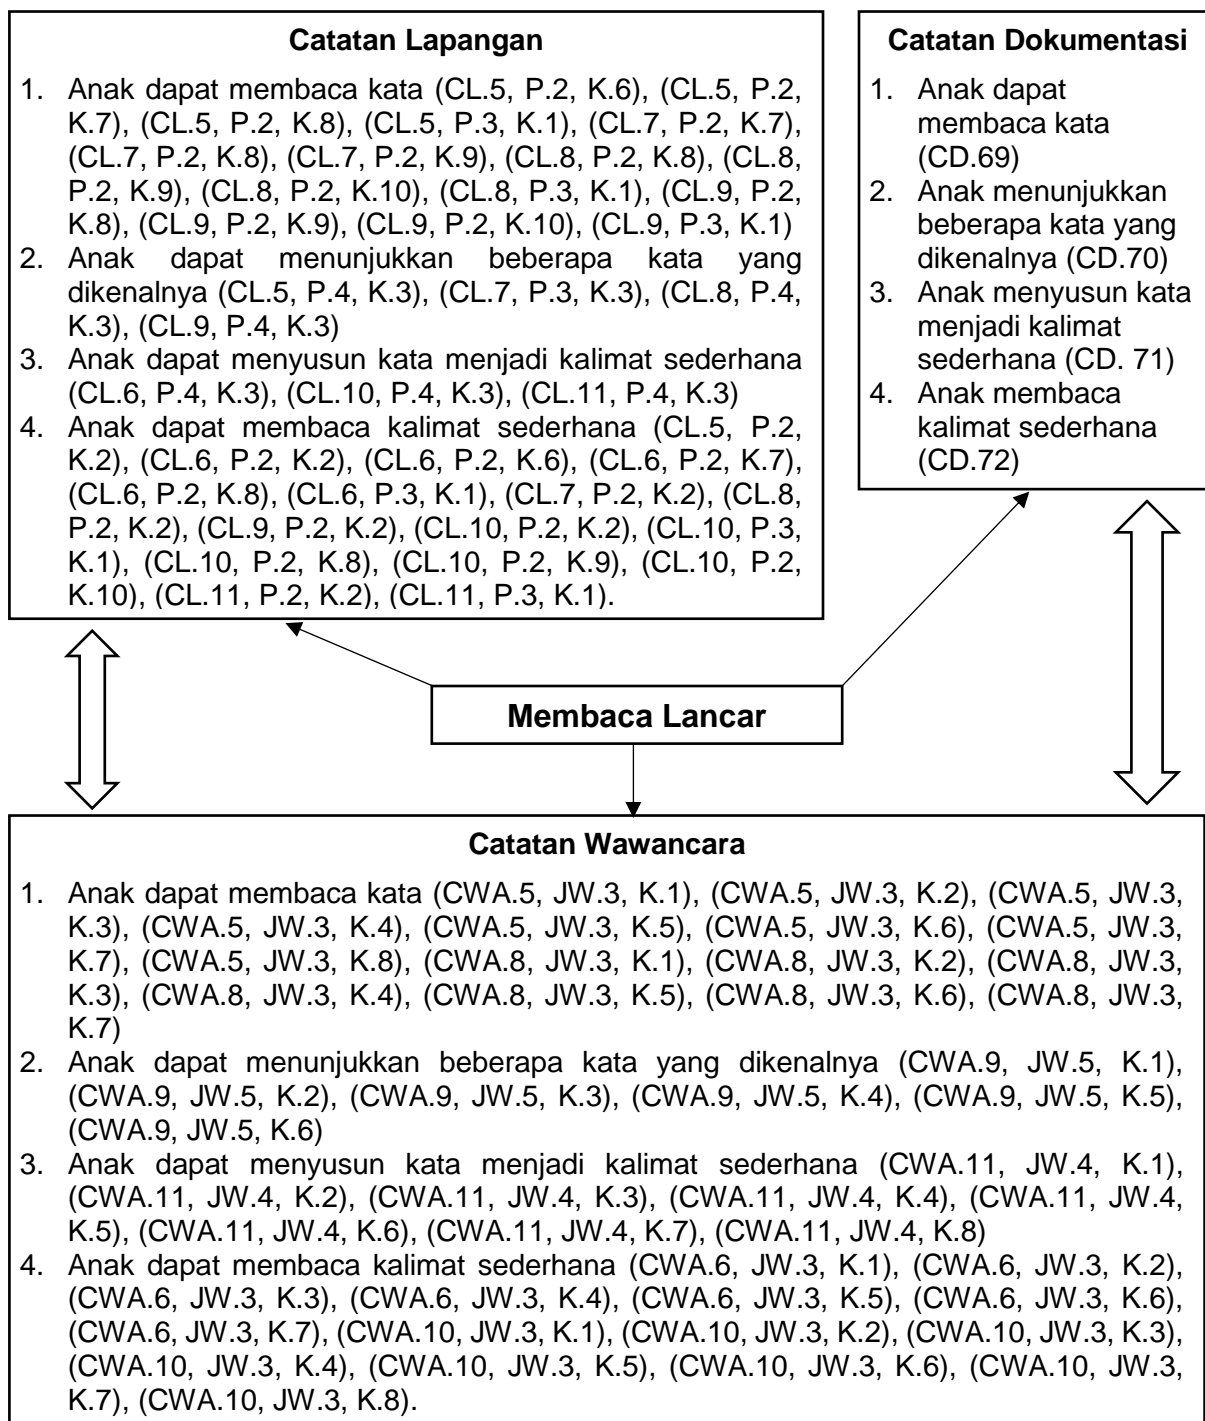 Catatan Lapangan
1. Anak dapat membaca kata (CL.5, P.2, K.6), (CL.5, P.2,
K.7), (CL.5, P.2, K.8), (CL.5, P.3, K.1), (CL.7, P.2, K.7),
(CL.7, P.2, K.8), (CL.7, P.2, K.9), (CL.8, P.2, K.8), (CL.8,
P.2, K.9), (CL.8, P.2, K.10), (CL.8, P.3, K.1), (CL.9, P.2,
K.8), (CL.9, P.2, K.9), (CL.9, P.2, K.10), (CL.9, P.3, K.1)
2. Anak dapat menunjukkan beberapa kata yang
dikenalnya (CL.5, P.4, K.3), (CL.7, P.3, K.3), (CL.8, P.4,
K.3), (CL.9, P.4, K.3)
3. Anak dapat menyusun kata menjadi kalimat sederhana
(CL.6, P.4, K.3), (CL.10, P.4, K.3), (CL.11, P.4, K.3)
4. Anak dapat membaca kalimat sederhana (CL.5, P.2,
K.2), (CL.6, P.2, K.2), (CL.6, P.2, K.6), (CL.6, P.2, K.7),
(CL.6, P.2, K.8), (CL.6, P.3, K.1), (CL.7, P.2, K.2), (CL.8,
P.2, K.2), (CL.9, P.2, K.2), (CL.10, P.2, K.2), (CL.10, P.3,
K.1), (CL.10, P.2, K.8), (CL.10, P.2, K.9), (CL.10, P.2,
K.10), (CL.11, P.2, K.2), (CL.11, P.3, K.1).
Catatan Dokumentasi
1. Anak dapat
membaca kata
(CD.69)
2. Anak menunjukkan
beberapa kata yang
dikenalnya (CD.70)
3. Anak menyusun kata
menjadi kalimat
sederhana (CD. 71)
4. Anak membaca
kalimat sederhana
(CD.72)
Membaca Lancar
Catatan Wawancara
1. Anak dapat membaca kata (CWA.5, JW.3, K.1), (CWA.5, JW.3, K.2), (CWA.5, JW.3,
K.3), (CWA.5, JW.3, K.4), (CWA.5, JW.3, K.5), (CWA.5, JW.3, K.6), (CWA.5, JW.3,
K.7), (CWA.5, JW.3, K.8), (CWA.8, JW.3, K.1), (CWA.8, JW.3, K.2), (CWA.8, JW.3,
K.3), (CWA.8, JW.3, K.4), (CWA.8, JW.3, K.5), (CWA.8, JW.3, K.6), (CWA.8, JW.3,
K.7)
2. Anak dapat menunjukkan beberapa kata yang dikenalnya (CWA.9, JW.5, K.1),
(CWA.9, JW.5, K.2), (CWA.9, JW.5, K.3), (CWA.9, JW.5, K.4), (CWA.9, JW.5, K.5),
(CWA.9, JW.5, K.6)
3. Anak dapat menyusun kata menjadi kalimat sederhana (CWA.11, JW.4, K.1),
(CWA.11, JW.4, K.2), (CWA.11, JW.4, K.3), (CWA.11, JW.4, K.4), (CWA.11, JW.4,
K.5), (CWA.11, JW.4, K.6), (CWA.11, JW.4, K.7), (CWA.11, JW.4, K.8)
4. Anak dapat membaca kalimat sederhana (CWA.6, JW.3, K.1), (CWA.6, JW.3, K.2),
(CWA.6, JW.3, K.3), (CWA.6, JW.3, K.4), (CWA.6, JW.3, K.5), (CWA.6, JW.3, K.6),
(CWA.6, JW.3, K.7), (CWA.10, JW.3, K.1), (CWA.10, JW.3, K.2), (CWA.10, JW.3, K.3),
(CWA.10, JW.3, K.4), (CWA.10, JW.3, K.5), (CWA.10, JW.3, K.6), (CWA.10, JW.3,
K.7), (CWA.10, JW.3, K.8).